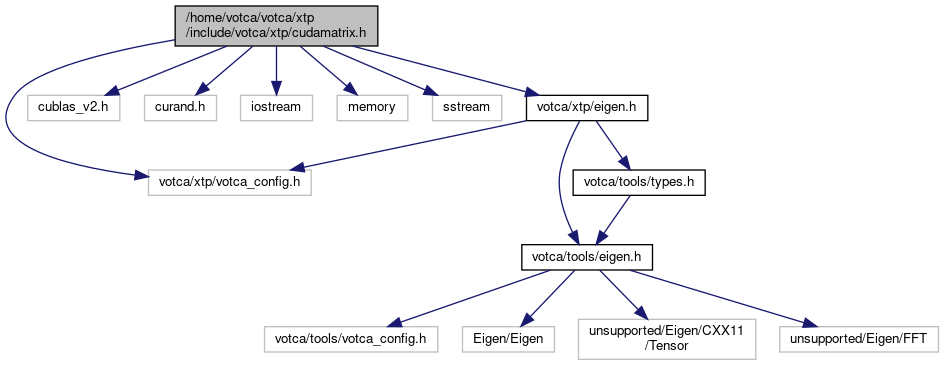 /home/votca/votca/xtp
/include/votca/xtp/cudamatrix.h
cublas_v2.h
curand.h
iostream
memory
sstream
votca/xtp/eigen.h
votca/xtp/votca_config.h
votca/tools/types.h
votca/tools/eigen.h
votca/tools/votca_config.h
Eigen/Eigen
unsupported/Eigen/CXX11
/Tensor
unsupported/Eigen/FFT